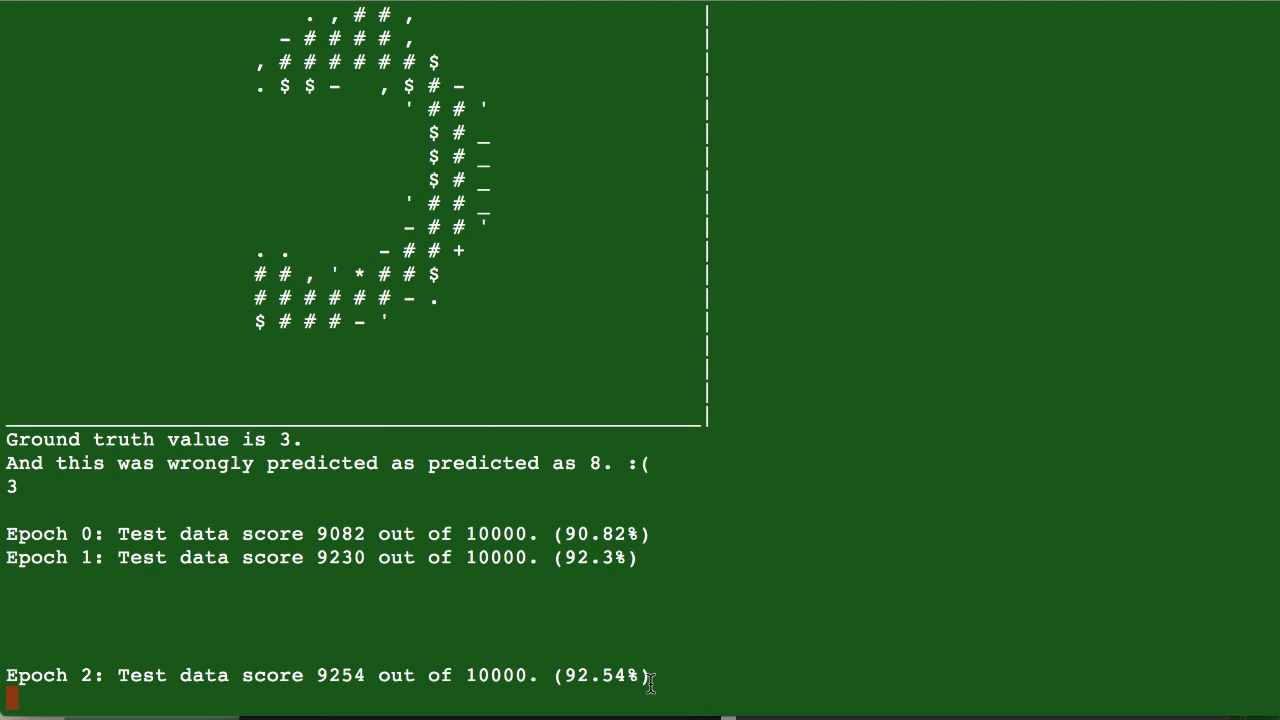 . , # # ,
- # # # # ,
, # # # # # # $
. $ $ -   , $ # -
' # # '
$ # _
$ # _
$ # _
' # # _
- # # '
. .       - # # +
# # , ' * # # $
# # # # # # - .
$ # # # - '
Ground truth value is 3.
And this was wrongly predicted as predicted as 8. :(
3
Epoch 0: Test data score 9082 out of 10000. (90.82%)
Epoch 1: Test data score 9230 out of 10000. (92.3%)
Epoch 2: Test data score 9254 out of 10000. (92.54%)